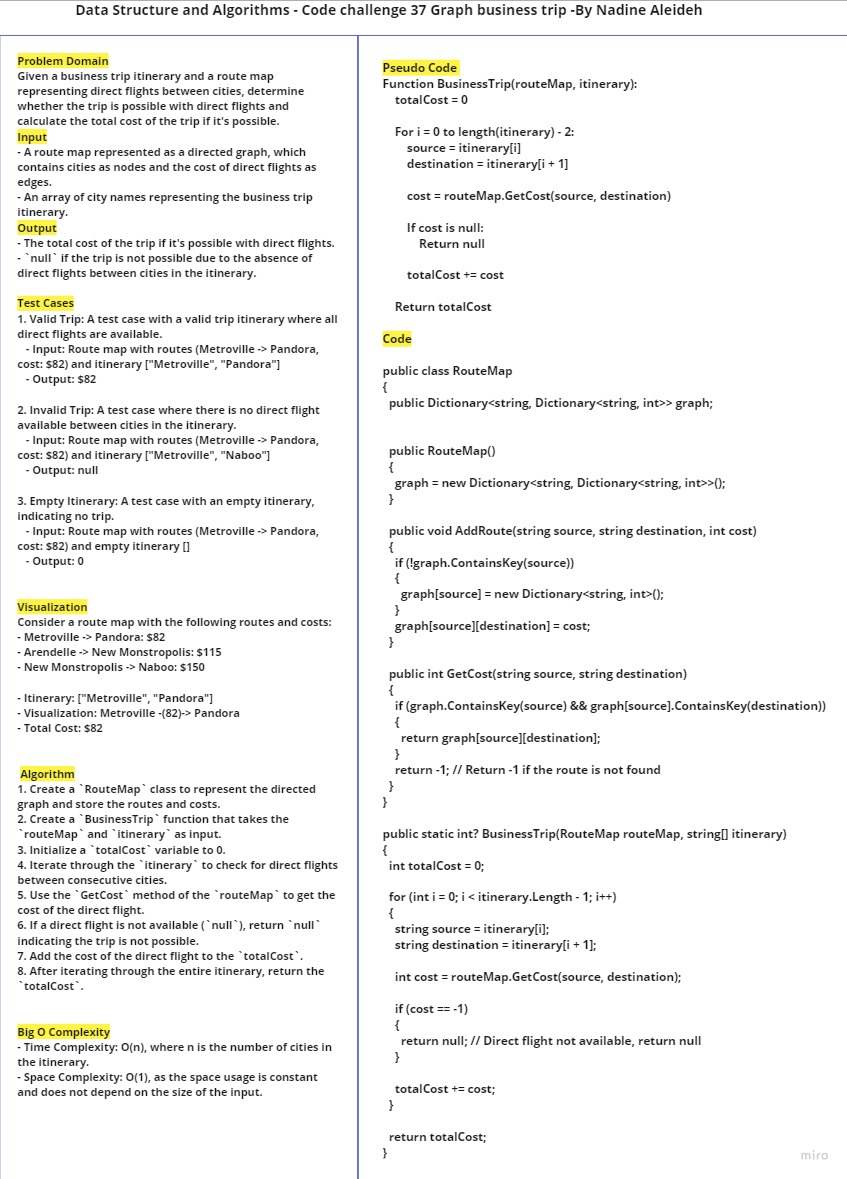 Data Structure and Algorithms - Code challenge 37 Graph business trip -By Nadine Aleideh
Problem Domain
Given a business trip itinerary and a route map
representing direct flights between cities, determine
whether the trip is possible with direct flights and
calculate the total cost of the trip if it's possible.
Input
- A route map represented as a directed graph, which
contains cities as nodes and the cost of direct flights as
edges.
- An array of city names representing the business trip
itinerary.
Output
- The total cost of the trip if it's possible with direct flights.
- `null` if the trip is not possible due to the absence of
direct flights between cities in the itinerary.
Test Cases
1. Valid Trip: A test case with a valid trip itinerary where all
direct flights are available.
- Input: Route map with routes (Metroville -> Pandora,
cost: $82) and itinerary ["Metroville", "Pandora"]
- Output: $82
2. Invalid Trip: A test case where there is no direct flight
available between cities in the itinerary.
- Input: Route map with routes (Metroville -> Pandora,
cost: $82) and itinerary ["Metroville", "Naboo"]
- Output: null
3. Empty Itinerary: A test case with an empty itinerary,
indicating no trip.
- Input: Route map with routes (Metroville -> Pandora,
cost: $82) and empty itinerary []
- Output: 0
Visualization
Consider a route map with the following routes and costs:
- Metroville -> Pandora: $82
- Arendelle -> New Monstropolis: $115
- New Monstropolis -> Naboo: $150
- Itinerary: ["Metroville", "Pandora"]
- Visualization: Metroville -(82)-> Pandora
- Total Cost: $82
Algorithm
1. Create a `RouteMap` class to represent the directed
graph and store the routes and costs.
2. Create a `BusinessTrip` function that takes the
`routeMap` and `itinerary` as input.
3. Initialize a `totalCost` variable to 0.
4. Iterate through the `itinerary` to check for direct flights
between consecutive cities.
5. Use the `GetCost` method of the `routeMap` to get the
cost of the direct flight.
6. If a direct flight is not available (`null`), return `null`
indicating the trip is not possible.
7. Add the cost of the direct flight to the `totalCost`.
8. After iterating through the entire itinerary, return the
`totalCost`.
Big O Complexity
- Time Complexity: O(n), where n is the number of cities in
the itinerary.
- Space Complexity: O(1), as the space usage is constant
and does not depend on the size of the input.
Pseudo Code
Function BusinessTrip(routeMap, itinerary):
totalCost = 0
For i = 0 to length(itinerary) - 2:
source = itinerary[i]
destination = itinerary[i + 1]
cost = routeMap.GetCost(source, destination)
If cost is null:
Return null
totalCost += cost
Return totalCost
Code
public class RouteMap
{
public Dictionary<string, Dictionary<string, int>> graph;
public RouteMap()
{
graph = new Dictionary<string, Dictionary<string, int>>();
}
public void AddRoute(string source, string destination, int cost)
{
if (!graph.ContainsKey(source))
{
graph[source] = new Dictionary<string, int>();
}
graph[source][destination] = cost;
}
public int GetCost(string source, string destination)
{
if (graph.ContainsKey(source) && graph[source].ContainsKey(destination))
{
return graph[source][destination];
}
return -1; // Return -1 if the route is not found
}
}
public static int? BusinessTrip(RouteMap routeMap, string[] itinerary)
{
int totalCost = 0;
for (int i = 0; i < itinerary.Length - 1; i++)
{
string source = itinerary[i];
string destination = itinerary[i + 1];
int cost = routeMap.GetCost(source, destination);
if (cost == -1)
{
return null; // Direct flight not available, return null
}
totalCost += cost;
}
return totalCost;
}
miro